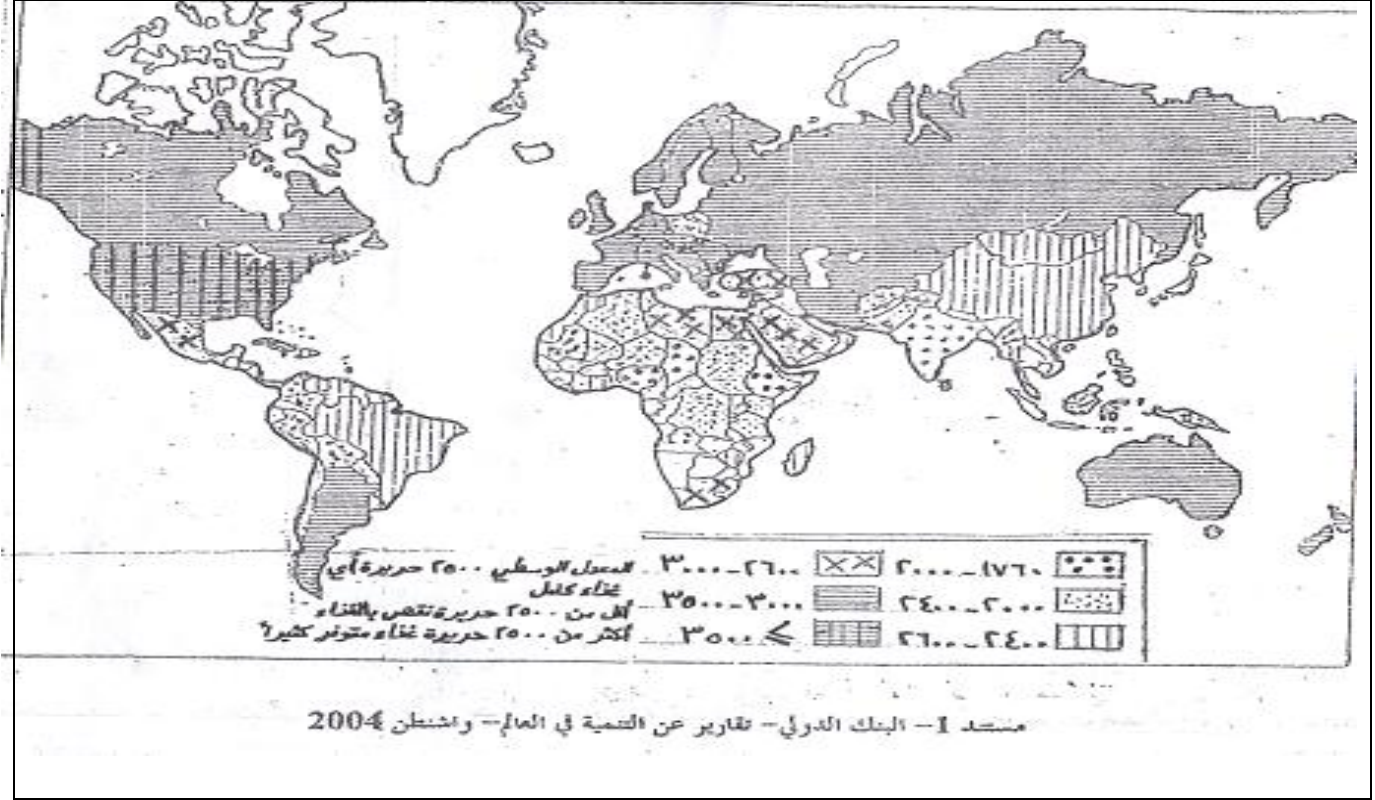 ١٧٦٠-٢٠٠٠ ٢٦٠٠-٣٠٠٠ المعدل الوسطي ٢٥٠٠ حريرة أي
غذاء كامل
٢٠٠٠-٢٤٠٠ ٣٠٠٠-٣٥٠٠ أقل من ٢٥٠٠ حريرة نقص بالغذاء
٢٤٠٠-٢٦٠٠ ≥ ٣٥٠٠ أكثر من ٢٥٠٠ حريرة غذاء متوفر كثيراً
مستند 1– البنك الدولي– تقارير عن التنمية في العالم– واشنطن 2004